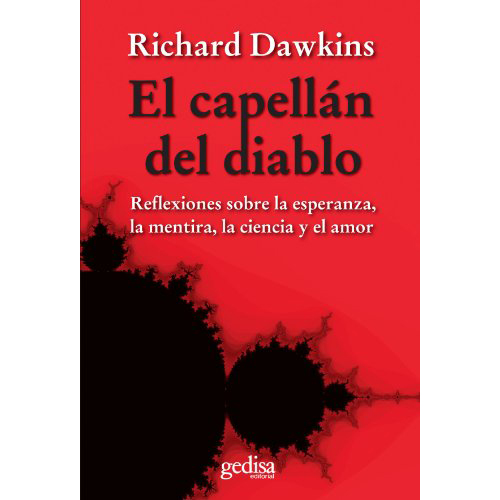 Richard Dawkins
El capellán
del diablo
Reflexiones sobre la esperanza,
la mentira, la ciencia y el amor
gedisa
editorial